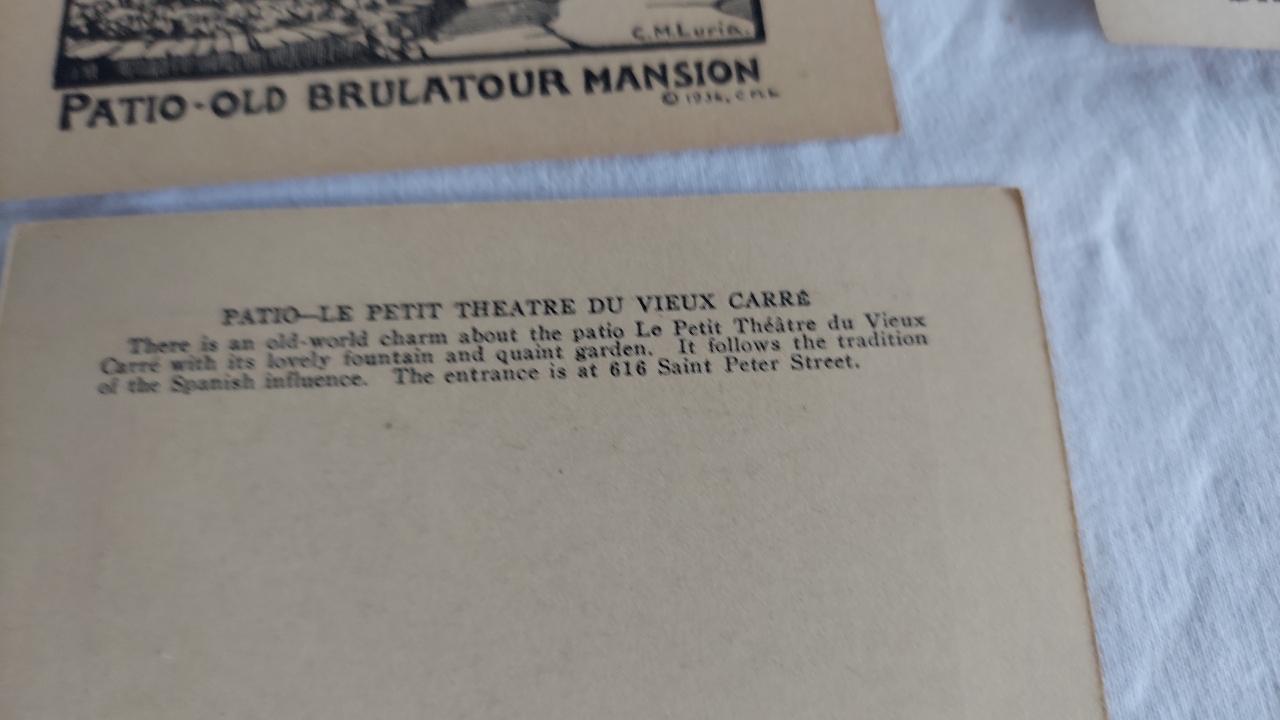 C.M.Luria.
PATIO-OLD BRULATOUR MANSION
PATIO—LE PETIT THEATRE DU VIEUX CARRÉ
There is an old-world charm about the patio Le Petit Théâtre du Vieux
Carré with its lovely fountain and quaint garden. It follows the tradition
of the Spanish influence. The entrance is at 616 Saint Peter Street.